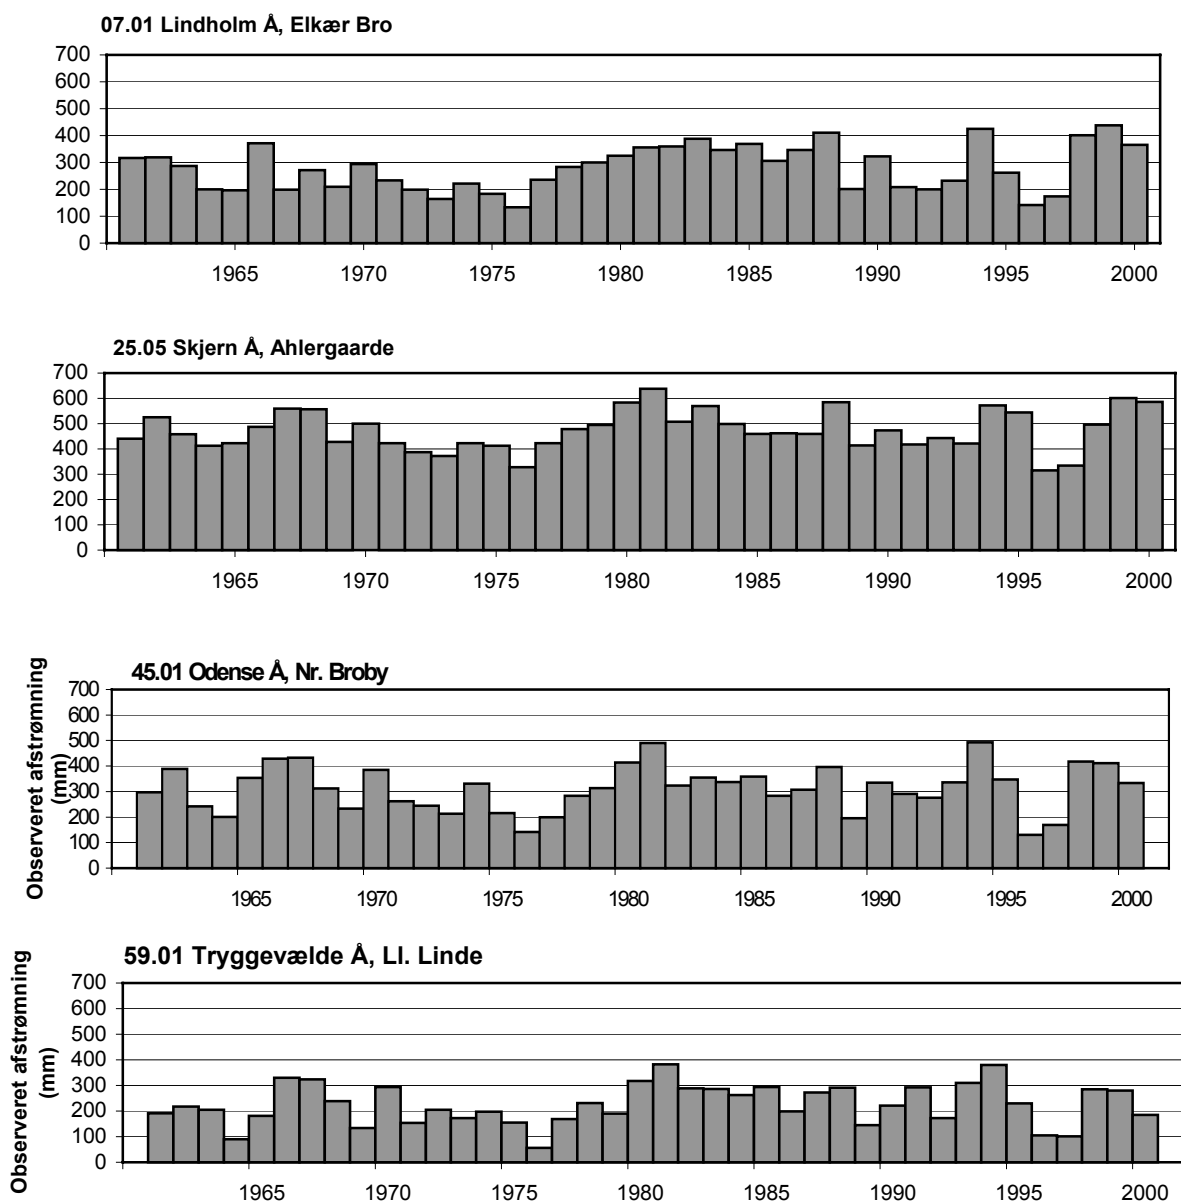 07.01 Lindholm Å, Elkær Bro
700
600
500
400
300
200
100
0
1965 1970 1975 1980 1985 1990 1995 2000
25.05 Skjern Å, Ahlergaarde
700
600
500
400
300
200
100
0
1965 1970 1975 1980 1985 1990 1995 2000
45.01 Odense Å, Nr. Broby
Observeret afstrømning
(mm)
700
600
500
400
300
200
100
0
1965 1970 1975 1980 1985 1990 1995 2000
59.01 Tryggevælde Å, Ll. Linde
Observeret afstrømning
(mm)
700
600
500
400
300
200
100
0
1965 1970 1975 1980 1985 1990 1995 2000